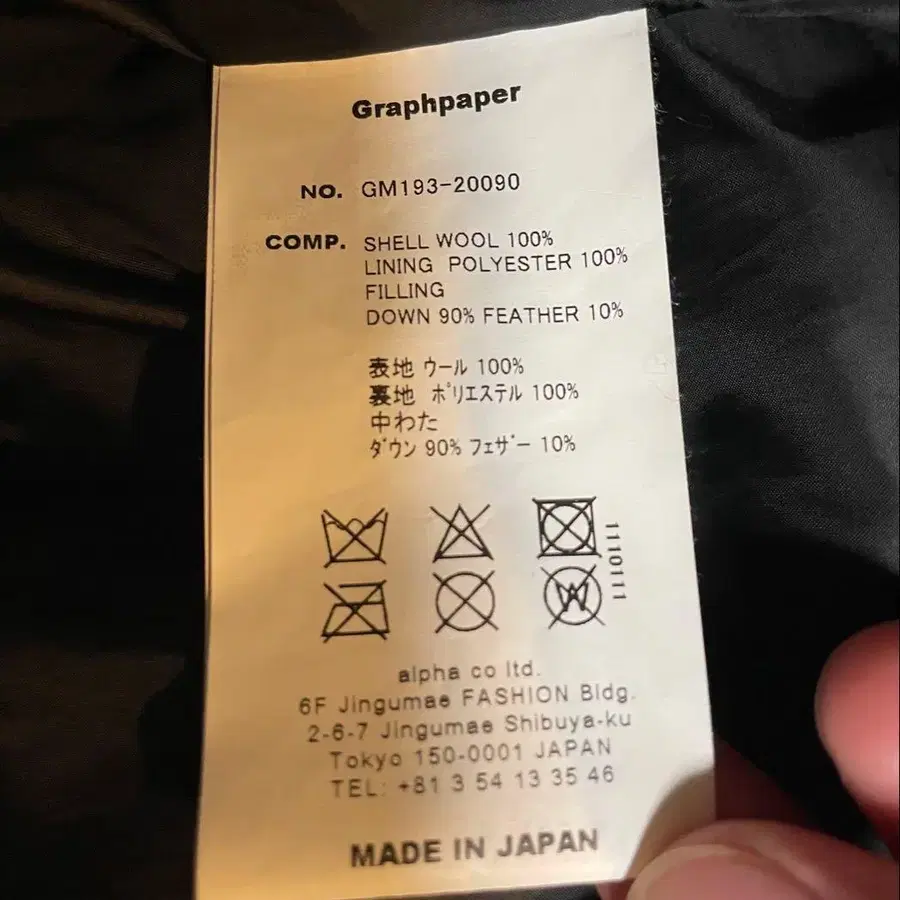 Graphpaper
NO. GM193-20090
COMP. SHELL WOOL 100%
LINING POLYESTER 100%
FILLING
DOWN 90% FEATHER 10%
表地 ウール 100%
裏地 ポリエステル 100%
中わた
ダウン 90% フェザー 10%
1110111
alpha co ltd.
6F Jingumae FASHION Bldg.
2-6-7 Jingumae Shibuya-ku
Tokyo 150-0001 JAPAN
TEL: +81 3 54 13 35 46
MADE IN JAPAN